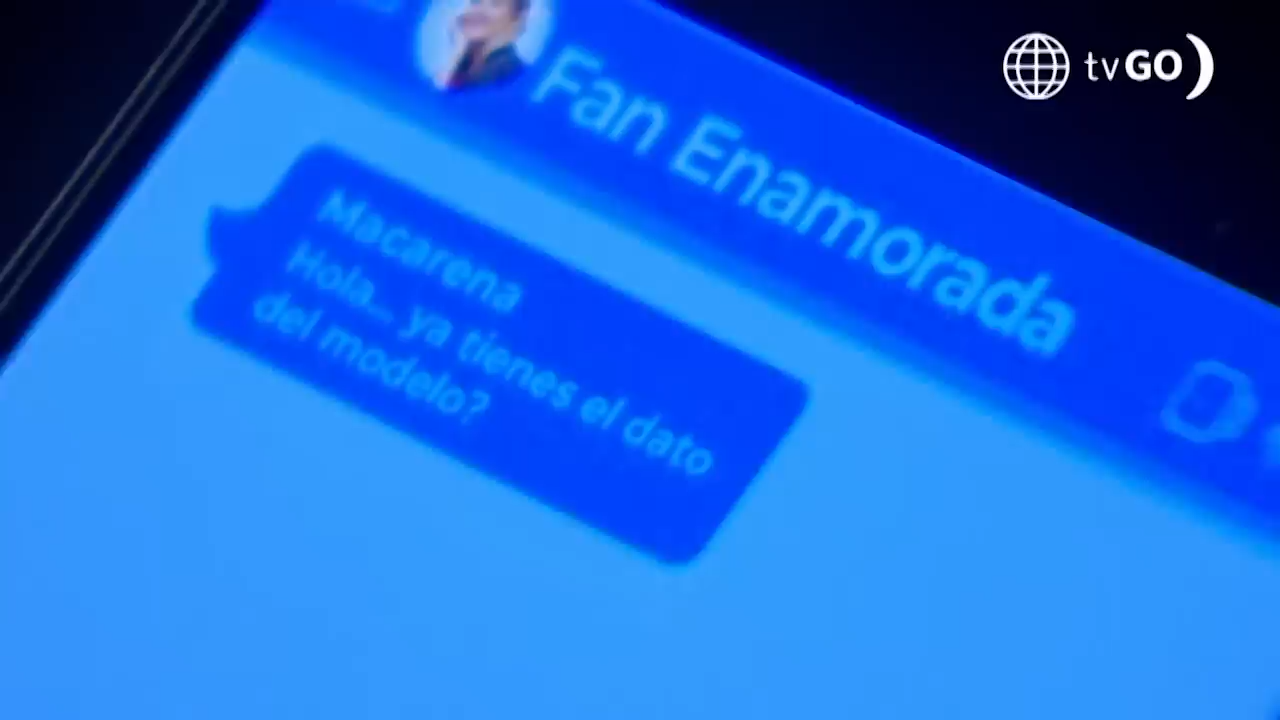 tvGO
Fan Enamorada
Macarena
Hola... ya tienes el dato
del modelo?